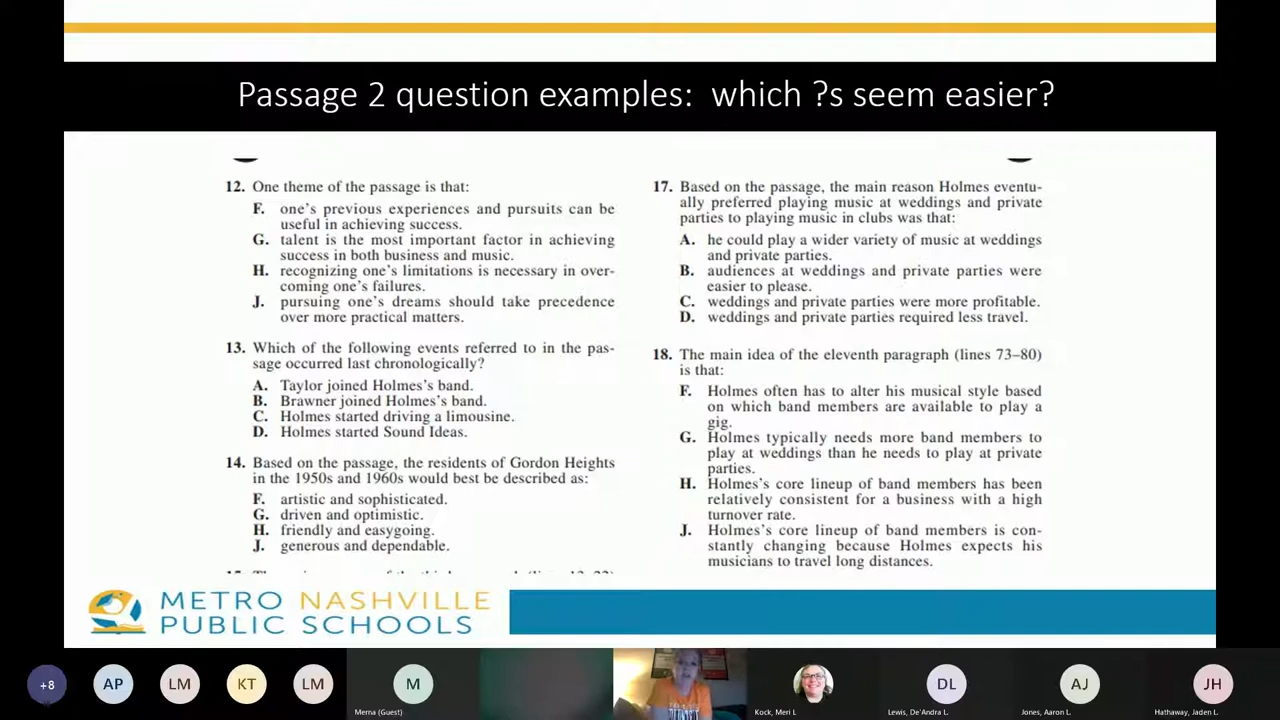 Passage 2 question examples: which ?s seem easier?
12. One theme of the passage is that:
F. one's previous experiences and pursuits can be
useful in achieving success.
G. talent is the most important factor in achieving
success in both business and music.
H. recognizing one's limitations is necessary in over-
coming one's failures.
J. pursuing one's dreams should take precedence
over more practical matters.
13. Which of the following events referred to in the pas-
sage occurred last chronologically?
A. Taylor joined Holmes's band.
B. Brawner joined Holmes's band.
C. Holmes started driving a limousine.
D. Holmes started Sound Ideas.
14. Based on the passage, the residents of Gordon Heights
in the 1950s and 1960s would best be described as:
F. artistic and sophisticated.
G. driven and optimistic.
H. friendly and easygoing.
J. generous and dependable.
17. Based on the passage, the main reason Holmes eventu-
ally preferred playing music at weddings and private
parties to playing music in clubs was that:
A. he could play a wider variety of music at weddings
and private parties.
B. audiences at weddings and private parties were
easier to please.
C. weddings and private parties were more profitable.
D. weddings and private parties required less travel.
18. The main idea of the eleventh paragraph (lines 73–80)
is that:
F. Holmes often has to alter his musical style based
on which band members are available to play a
gig.
G. Holmes typically needs more band members to
play at weddings than he needs to play at private
parties.
H. Holmes's core lineup of band members has been
relatively consistent for a business with a high
turnover rate.
J. Holmes's core lineup of band members is con-
stantly changing because Holmes expects his
musicians to travel long distances.
METRO NASHVILLE
PUBLIC SCHOOLS
+8
AP
LM
KT
LM
M
DL
AJ
JH
Merna (Guest)
Kock, Meri L
Lewis, De'Andra L.
Jones, Aaron L.
Hathaway, Jaden L.